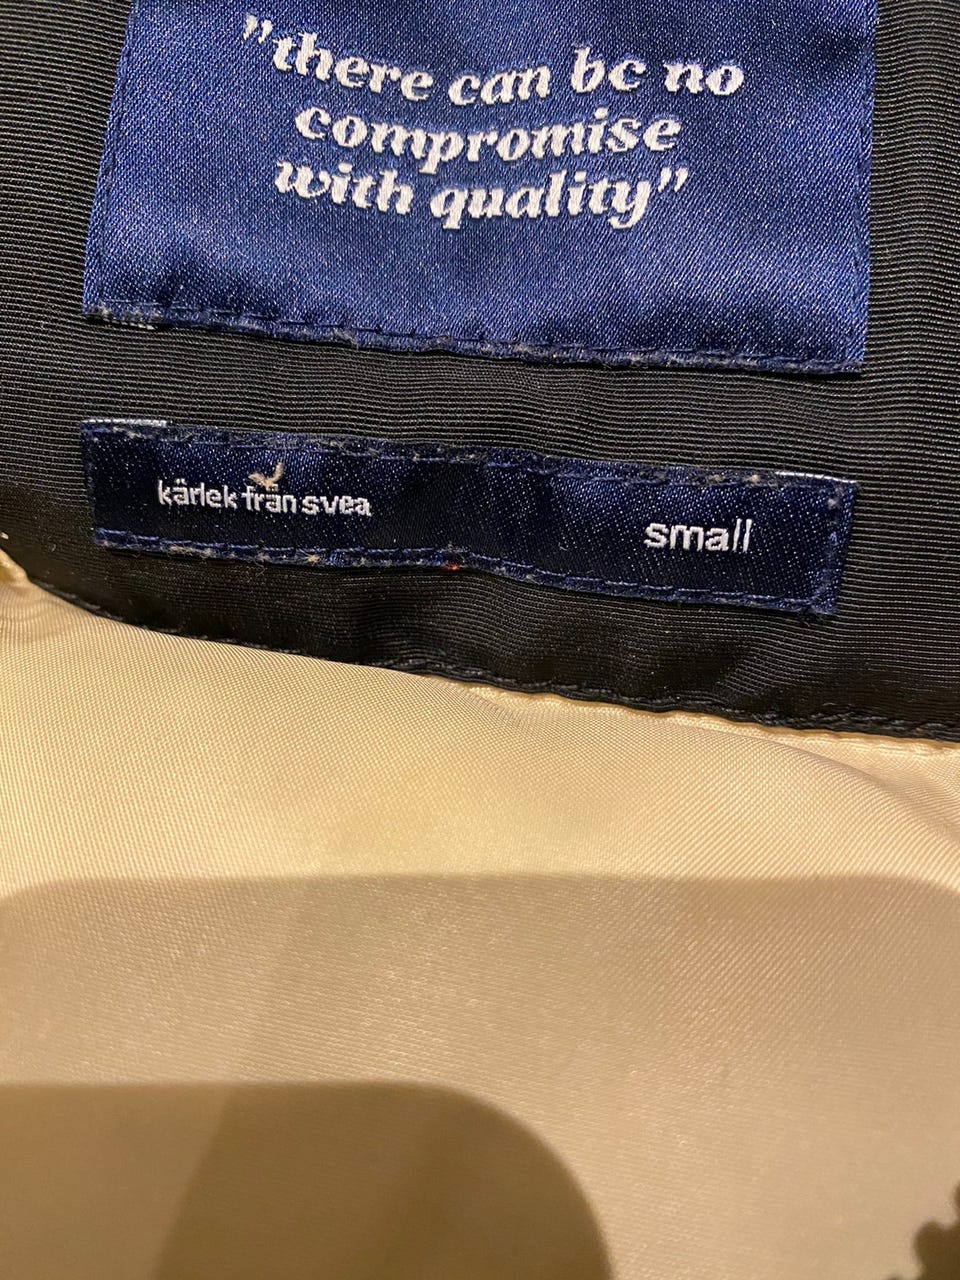 "there can be no
compromise
with quality"
kärlek från svea
small